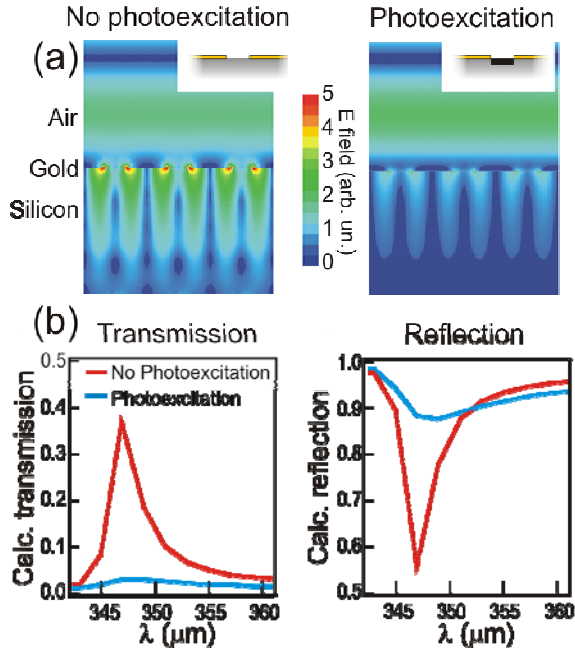 No photoexcitation
Photoexcitation
(a)
Air
Gold
Silicon
5
4
3
2
1
0
E field (arb. un.)
(b)
Transmission
Reflection
Calc. transmission
0.5
0.4
0.3
0.2
0.1
0.0
No Photoexcitation
Photoexcitation
345
350
355
360
λ (μm)
Calc. reflection
1.0
0.9
0.8
0.7
0.6
0.5
345
350
355
360
λ (μm)